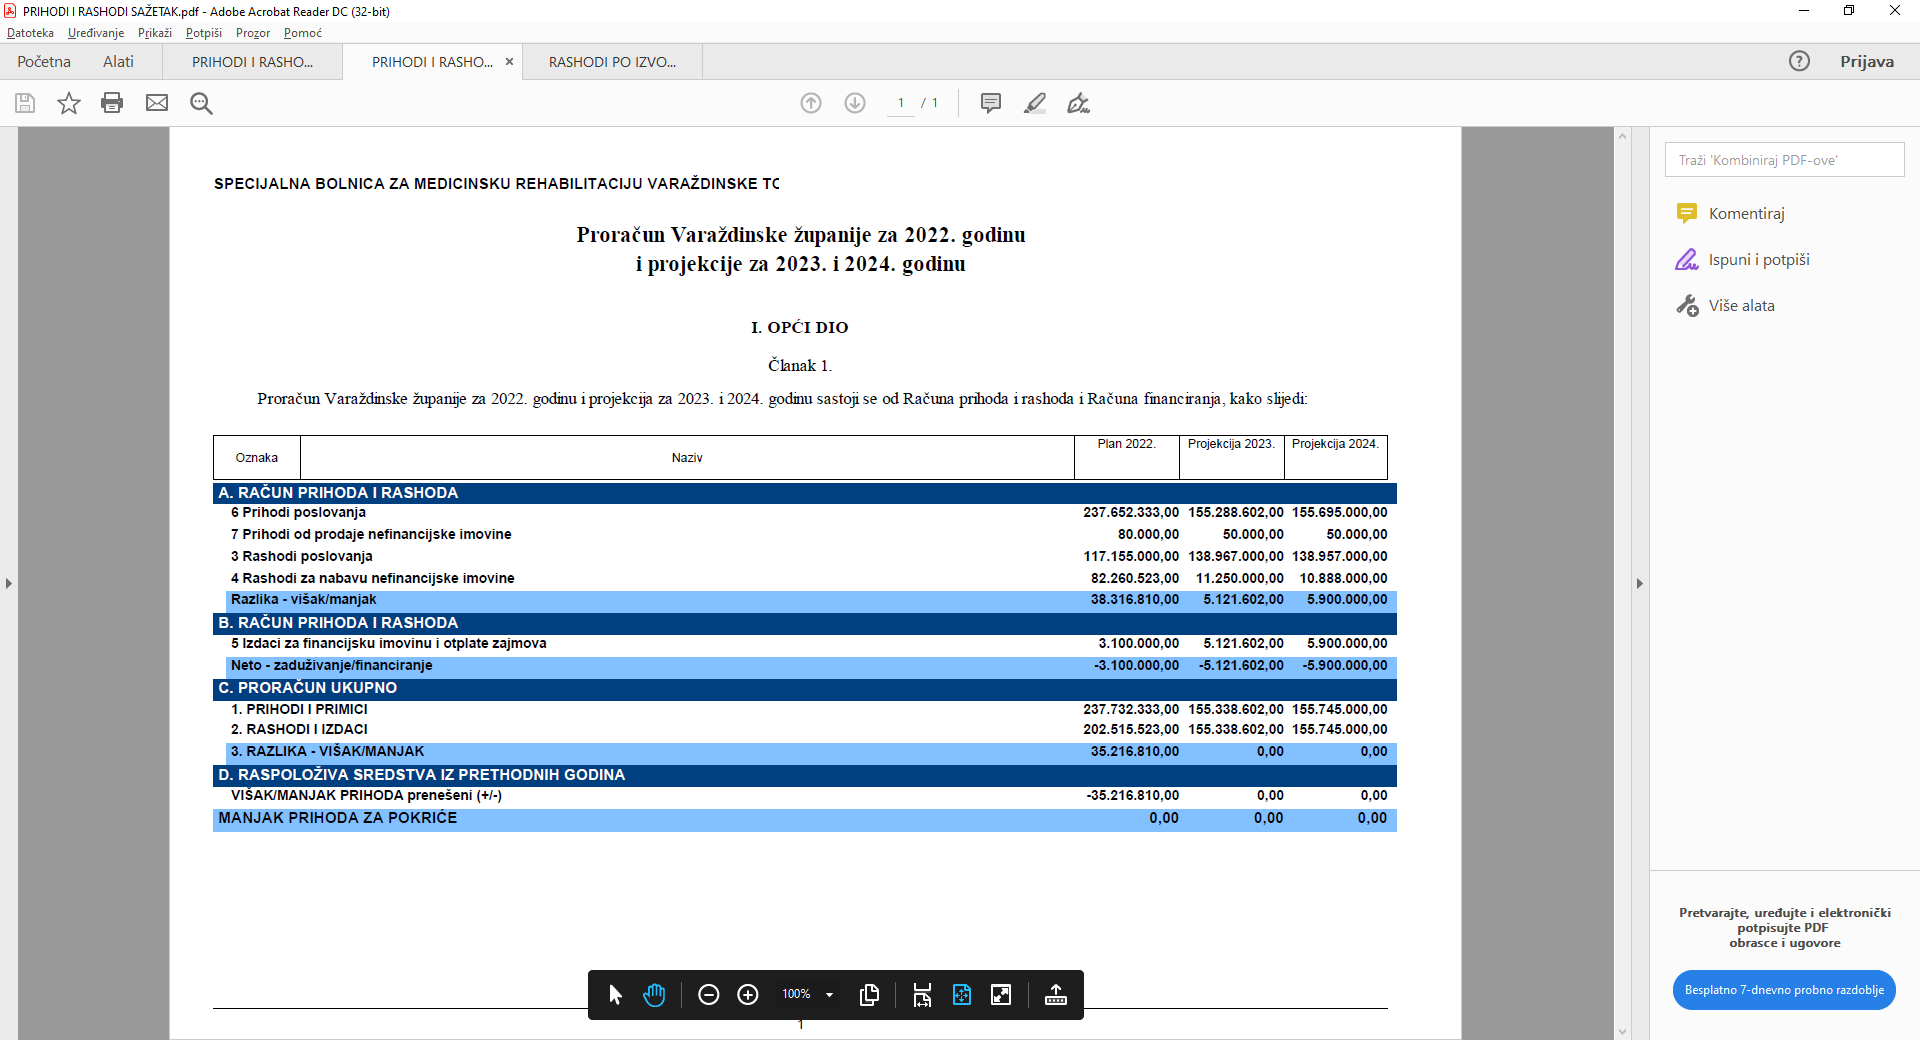 PRIHODI I RASHODI SAŽETAK.pdf - Adobe Acrobat Reader DC (32-bit)
Datoteka Uređivanje Prikaži Potpiši Prozor Pomoć
Početna Alati PRIHODI I RASHO... PRIHODI I RASHO... RASHODI PO IZVO... Prijava
1 / 1
Traži 'Kombiniraj PDF-ove'
Komentiraj
Ispuni i potpiši
Više alata
SPECIJALNA BOLNICA ZA MEDICINSKU REHABILITACIJU VARAŽDINSKE TO
Proračun Varaždinske županije za 2022. godinu
i projekcije za 2023. i 2024. godinu
I. OPĆI DIO
Članak 1.
Proračun Varaždinske županije za 2022. godinu i projekcija za 2023. i 2024. godinu sastoji se od Računa prihoda i rashoda i Računa financiranja, kako slijedi:
Oznaka Naziv Plan 2022. Projekcija 2023. Projekcija 2024.
A. RAČUN PRIHODA I RASHODA
6 Prihodi poslovanja 237.652.333,00 155.288.602,00 155.695.000,00
7 Prihodi od prodaje nefinancijske imovine 80.000,00 50.000,00 50.000,00
3 Rashodi poslovanja 117.155.000,00 138.967.000,00 138.957.000,00
4 Rashodi za nabavu nefinancijske imovine 82.260.523,00 11.250.000,00 10.888.000,00
Razlika - višak/manjak 38.316.810,00 5.121.602,00 5.900.000,00
B. RAČUN PRIHODA I RASHODA
5 Izdaci za financijsku imovinu i otplate zajmova 3.100.000,00 5.121.602,00 5.900.000,00
Neto - zaduživanje/financiranje -3.100.000,00 -5.121.602,00 -5.900.000,00
C. PRORAČUN UKUPNO
1. PRIHODI I PRIMICI 237.732.333,00 155.338.602,00 155.745.000,00
2. RASHODI I IZDACI 202.515.523,00 155.338.602,00 155.745.000,00
3. RAZLIKA - VIŠAK/MANJAK 35.216.810,00 0,00 0,00
D. RASPOLOŽIVA SREDSTVA IZ PRETHODNIH GODINA
VIŠAK/MANJAK PRIHODA prenešeni (+/-) -35.216.810,00 0,00 0,00
MANJAK PRIHODA ZA POKRIĆE 0,00 0,00 0,00
Pretvarajte, uređujte i elektronički
potpisujte PDF
obrasce i ugovore
Besplatno 7-dnevno probno razdoblje
100%
1